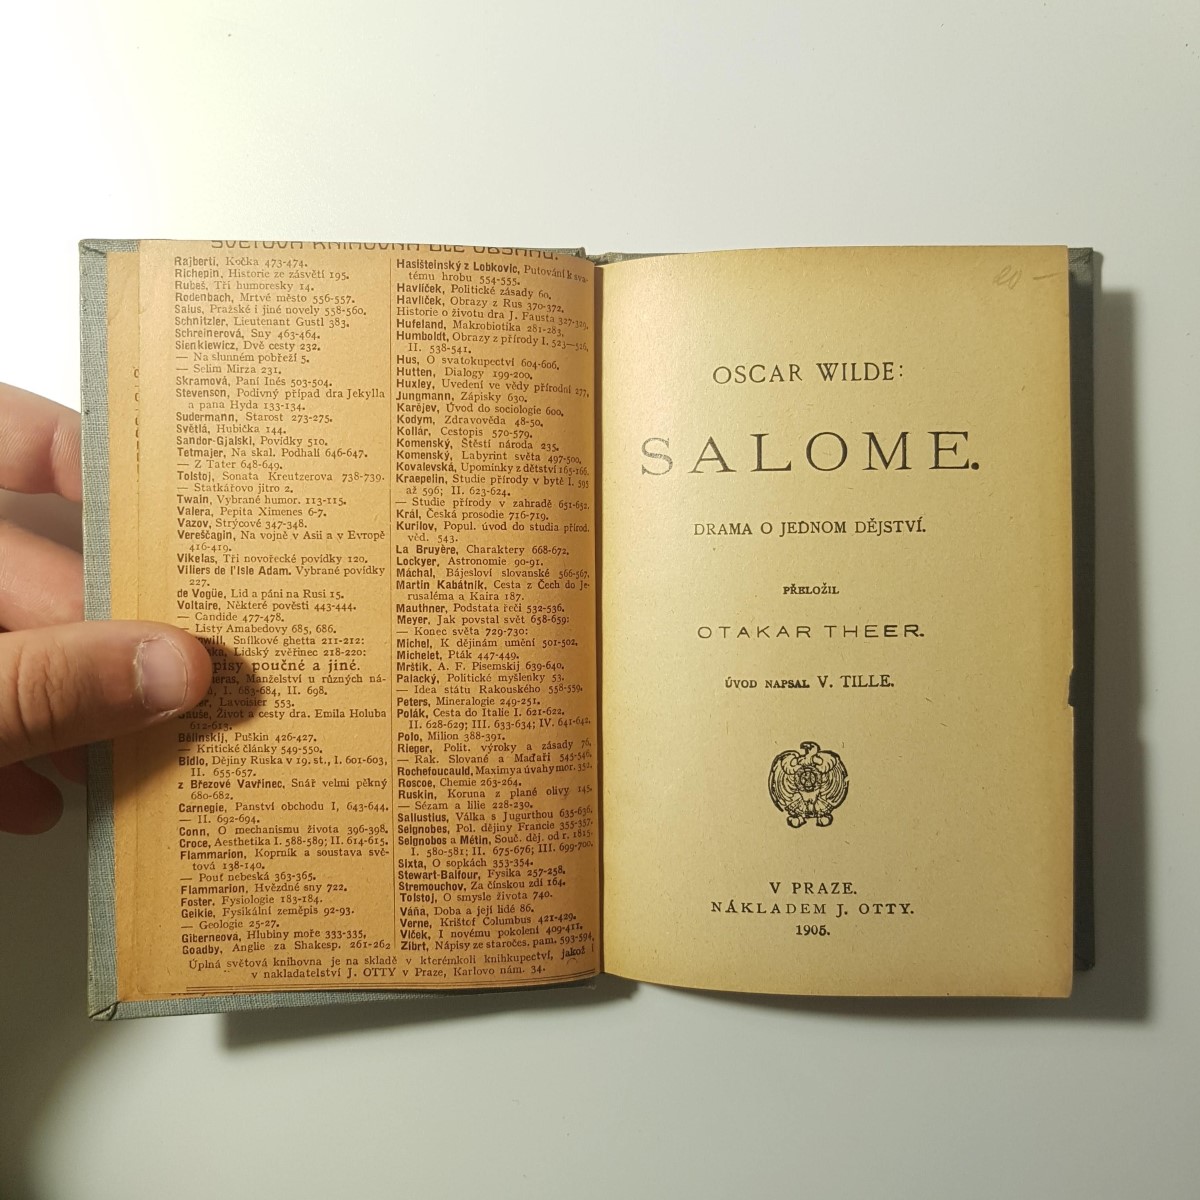 SVĚTOVÁ KNIHOVNA DLE OBSAHU.
Rajberti, Kočka 473-474.
Richepin, Historie ze zásvětí 195.
Rubeš, Tři humoresky 14.
Rodenbach, Mrtvé město 556-557.
Salus, Pražské i jiné novely 558-560.
Schnitzler, Lieutenant Gustl 383.
Schreinerová, Sny 463-464.
Sienkiewicz, Dvě cesty 232.
— Na slunném pobřeží 5.
— Selim Mirza 231.
Skramová, Paní Inés 503-504.
Stevenson, Podivný případ dra Jekylla
a pana Hyda 133-134.
Sudermann, Starost 273-275.
Světlá, Hubička 144.
Sandor-Gjalski, Povídky 510.
Tetmajer, Na skal. Podhalí 646-647.
— Z Tater 648-649.
Tolstoj, Sonata Kreutzerova 738-739.
— Statkářovo jitro 2.
Twain, Vybrané humor. 113-115.
Valera, Pepita Ximenes 6-7.
Vazov, Strýcové 347-348.
Vereščagin, Na vojně v Asii a v Evropě
416-419.
Vikelas, Tři novořecké povídky 120.
Villiers de l'Isle Adam. Vybrané povídky
227.
de Vogüe, Lid a páni na Rusi 15.
Voltaire, Některé pověsti 443-444.
— Candide 477-478.
— Listy Amabedovy 685, 686.
will, Snílkové ghetta 211-212:
ka, Lidský zvěřinec 218-220:
pisy poučné a jiné.
heras, Manželství u různých ná-
I. 683-684, II. 698.
Lavoisier 553.
Život a cesty dra. Emila Holuba
612-613.
Bělinskij, Puškin 426-427.
— Kritické články 549-550.
Bidlo, Dějiny Ruska v 19. st., I. 601-603,
II. 655-657.
z Březové Vavřinec, Snář velmi pěkný
680-682.
Carnegie, Panství obchodu I, 643-644.
— II. 692-694.
Conn, O mechanismu života 396-398.
Croce, Aesthetika I. 588-589; II. 614-615.
Flammarion, Koprník a soustava svě-
tová 138-140.
— Pouť nebeská 363-365.
Flammarion, Hvězdné sny 722.
Foster, Fysiologie 183-184.
Geikie, Fysikální zeměpis 92-93.
— Geologie 25-27.
Giberneová, Hlubiny moře 333-335,
Goadby, Anglie za Shakesp. 261-262
Hasišteinský z Lobkovic, Putování k sva-
tému hrobu 554-555.
Havlíček, Politické zásady 60.
Havlíček, Obrazy z Rus 370-372,
Historie o životu dra J. Fausta 327-329,
Hufeland, Makrobiotika 281-283,
Humboldt, Obrazy z přírody I. 523-526,
II. 538-541.
Hus, O svatokupectví 604-606,
Hutten, Dialogy 199-200.
Huxley, Uvedení ve vědy přírodní 277,
Jungmann, Zápisky 630.
Karějev, Úvod do sociologie 600,
Kodym, Zdravověda 48-50.
Kollár, Cestopis 570-579.
Komenský, Štěstí národa 235.
Komenský, Labyrint světa 497-500,
Kovalevská, Upomínky z dětství 165-166.
Kraepelin, Studie přírody v bytě I. 595
až 596; II. 623-624.
— Studie přírody v zahradě 651-652.
Král, Česká prosodie 716-719.
Kurilov, Popul. úvod do studia přírod.
věd. 543.
La Bruyère, Charaktery 668-672.
Lockyer, Astronomie 90-91.
Máchal, Bájesloví slovanské 566-567,
Martin Kabátník, Cesta z Čech do Je-
rusaléma a Kaira 187.
Mauthner, Podstata řeči 532-536.
Meyer, Jak povstal svět 658-659:
— Konec světa 729-730:
Michel, K dějinám umění 501-502.
Michelet, Pták 447-449.
Mrštík, A. F. Písemskij 639-640.
Palacký, Politické myšlenky 53.
— Idea státu Rakouského 558-559.
Peters, Mineralogie 249-251.
Polák, Cesta do Italie I. 621-622.
II. 628-629; III. 633-634; IV. 641-642.
Polo, Milion 388-391.
Rieger, Polit. výroky a zásady 76,
— Rak. Slované a Maďaři 545-546.
Rochefoucauld, Maximy a úvahy mor. 352.
Roscoe, Chemie 263-264.
Ruskin, Koruna z plané olivy 145.
— Sézam a lilie 228-230.
Sallustius, Válka s Jugurthou 635-636,
Seignobes, Pol. dějiny Francie 355-357.
Seignobos a Métin, Souč. děj. od r. 1815-
I. 580-581; II. 675-676; III. 699-700.
Sixta, O sopkách 353-354.
Stewart-Balfour, Fysika 257-258.
Stremouchov, Za čínskou zdí 164.
Tolstoj, O smysle života 740.
Váňa, Doba a její lidé 86.
Verne, Krištof Columbus 421-429.
Vlček, I novému pokolení 409-411.
Zíbrt, Nápisy ze staročes. pam. 593-594,
Úplná světová knihovna je na skladě v kterémkoli knihkupectví, jakož i
v nakladatelství J. OTTY v Praze, Karlovo nám. 34.
20 —
OSCAR WILDE:
SALOME.
DRAMA O JEDNOM DĚJSTVÍ.
PŘELOŽIL
OTAKAR THEER.
ÚVOD NAPSAL V. TILLE.
V PRAZE.
NÁKLADEM J. OTTY.
1905.